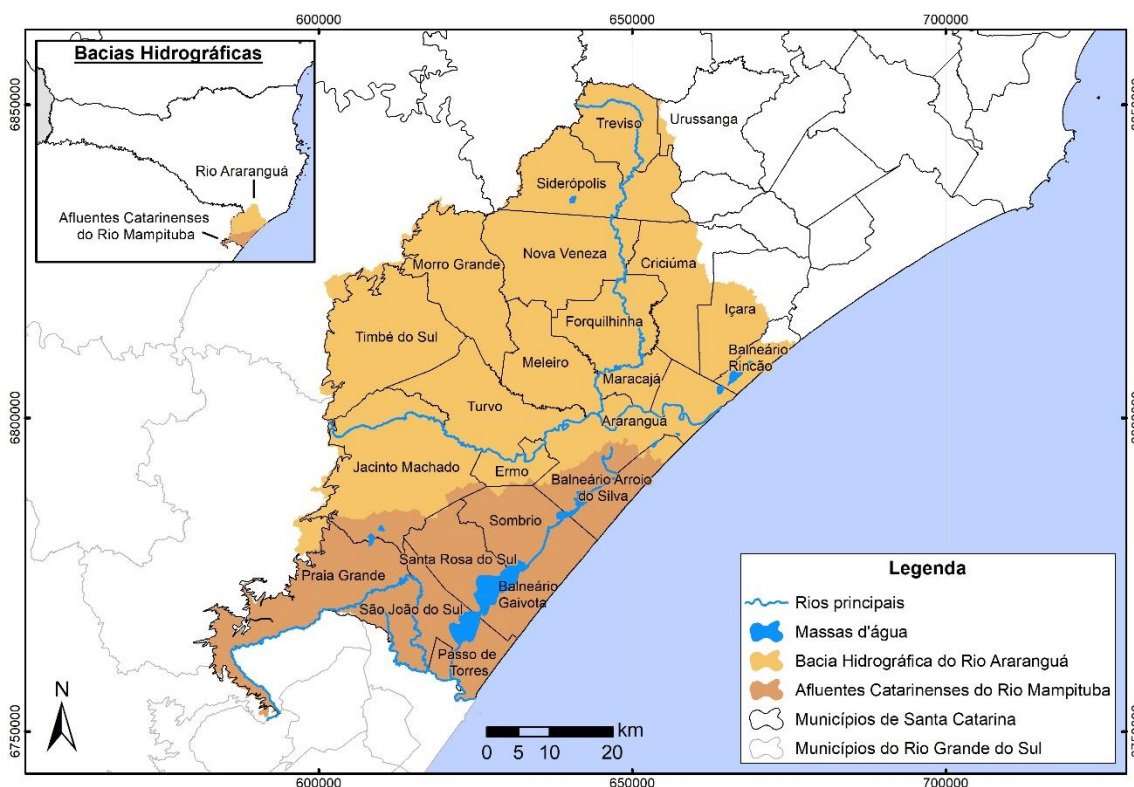 600000
650000
700000
Bacias Hidrográficas
Rio Araranguá
Afluentes Catarinenses
do Rio Mampituba
6850000
6850000
Treviso
Urussanga
Siderópolis
Nova Veneza
Morro Grande
Criciúma
Içara
Forquilhinha
Timbé do Sul
Meleiro
Balneário
Rincão
Maracajá
Turvo
6800000
6800000
Araranguá
Jacinto Machado
Ermo
Balneário Arroio
do Silva
Sombrio
Santa Rosa do Sul
Praia Grande
Balneário
Gaivota
São João do Sul
Passo de
Torres
Legenda
Rios principais
Massas d'água
Bacia Hidrográfica do Rio Araranguá
Afluentes Catarinenses do Rio Mampituba
Municípios de Santa Catarina
Municípios do Rio Grande do Sul
N
km
0 5 10 20
6750000
6750000
600000
650000
700000